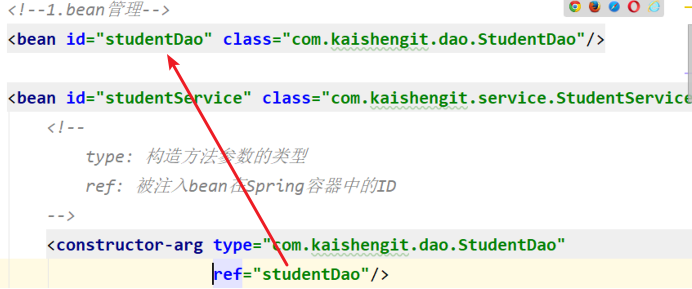 <!--1.bean管理-->
<bean id="studentDao" class="com.kaishengit.dao.StudentDao"/>
<bean id="studentService" class="com.kaishengit.service.StudentService
<!--
type: 构造方法参数的类型
ref: 被注入bean在Spring容器中的ID
-->
<constructor-arg type="com.kaishengit.dao.StudentDao"
ref="studentDao"/>